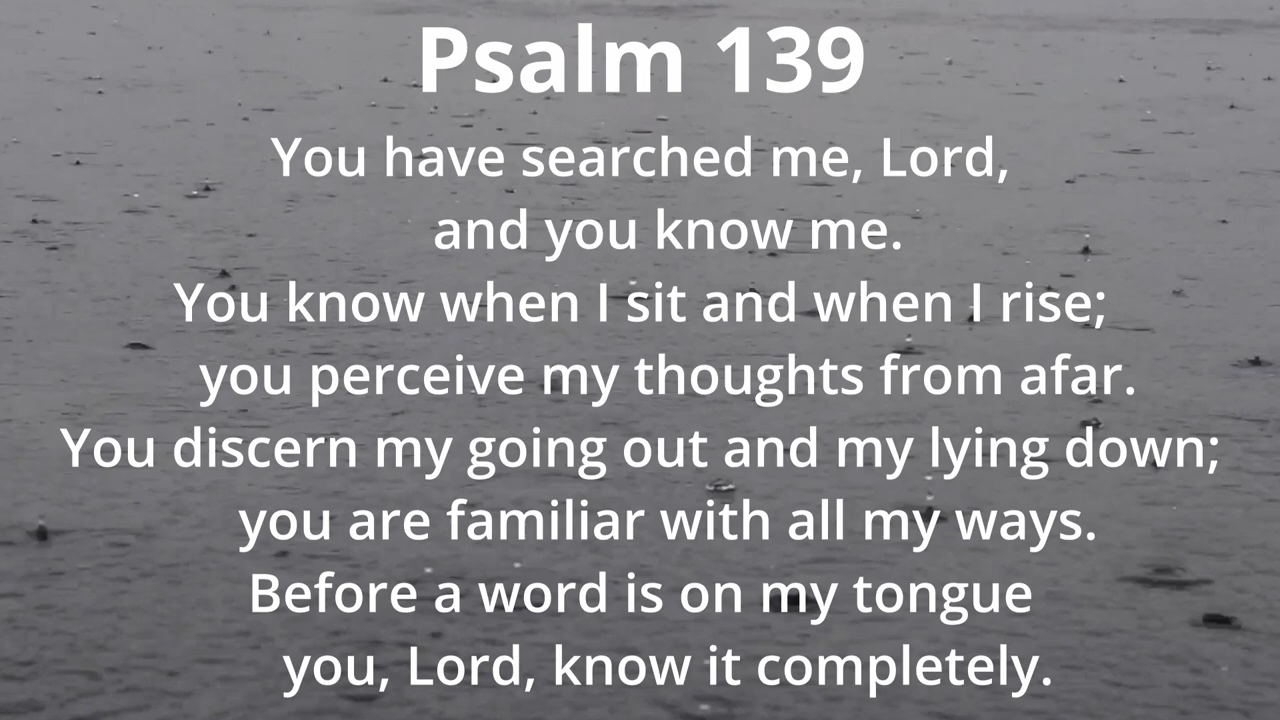 Psalm 139
You have searched me, Lord,
and you know me.
You know when I sit and when I rise;
you perceive my thoughts from afar.
You discern my going out and my lying down;
you are familiar with all my ways.
Before a word is on my tongue
you, Lord, know it completely.